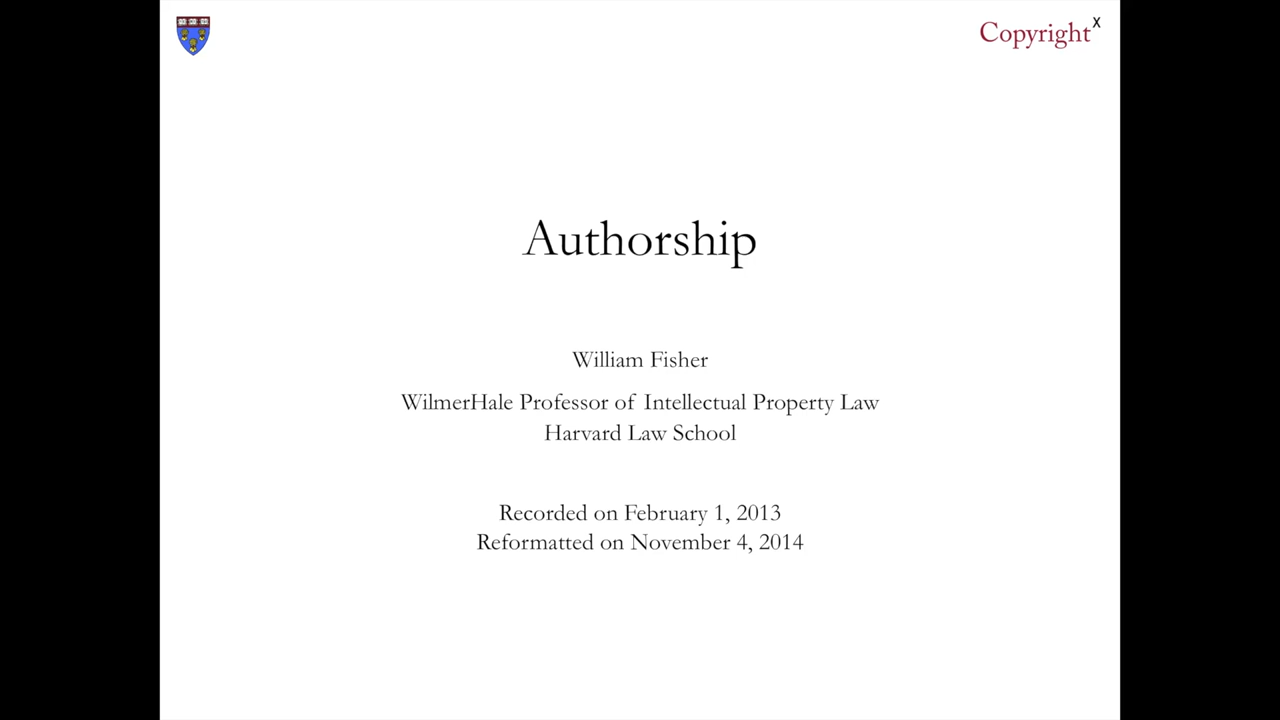 Copyright^x
Authorship
William Fisher
WilmerHale Professor of Intellectual Property Law
Harvard Law School
Recorded on February 1, 2013
Reformatted on November 4, 2014